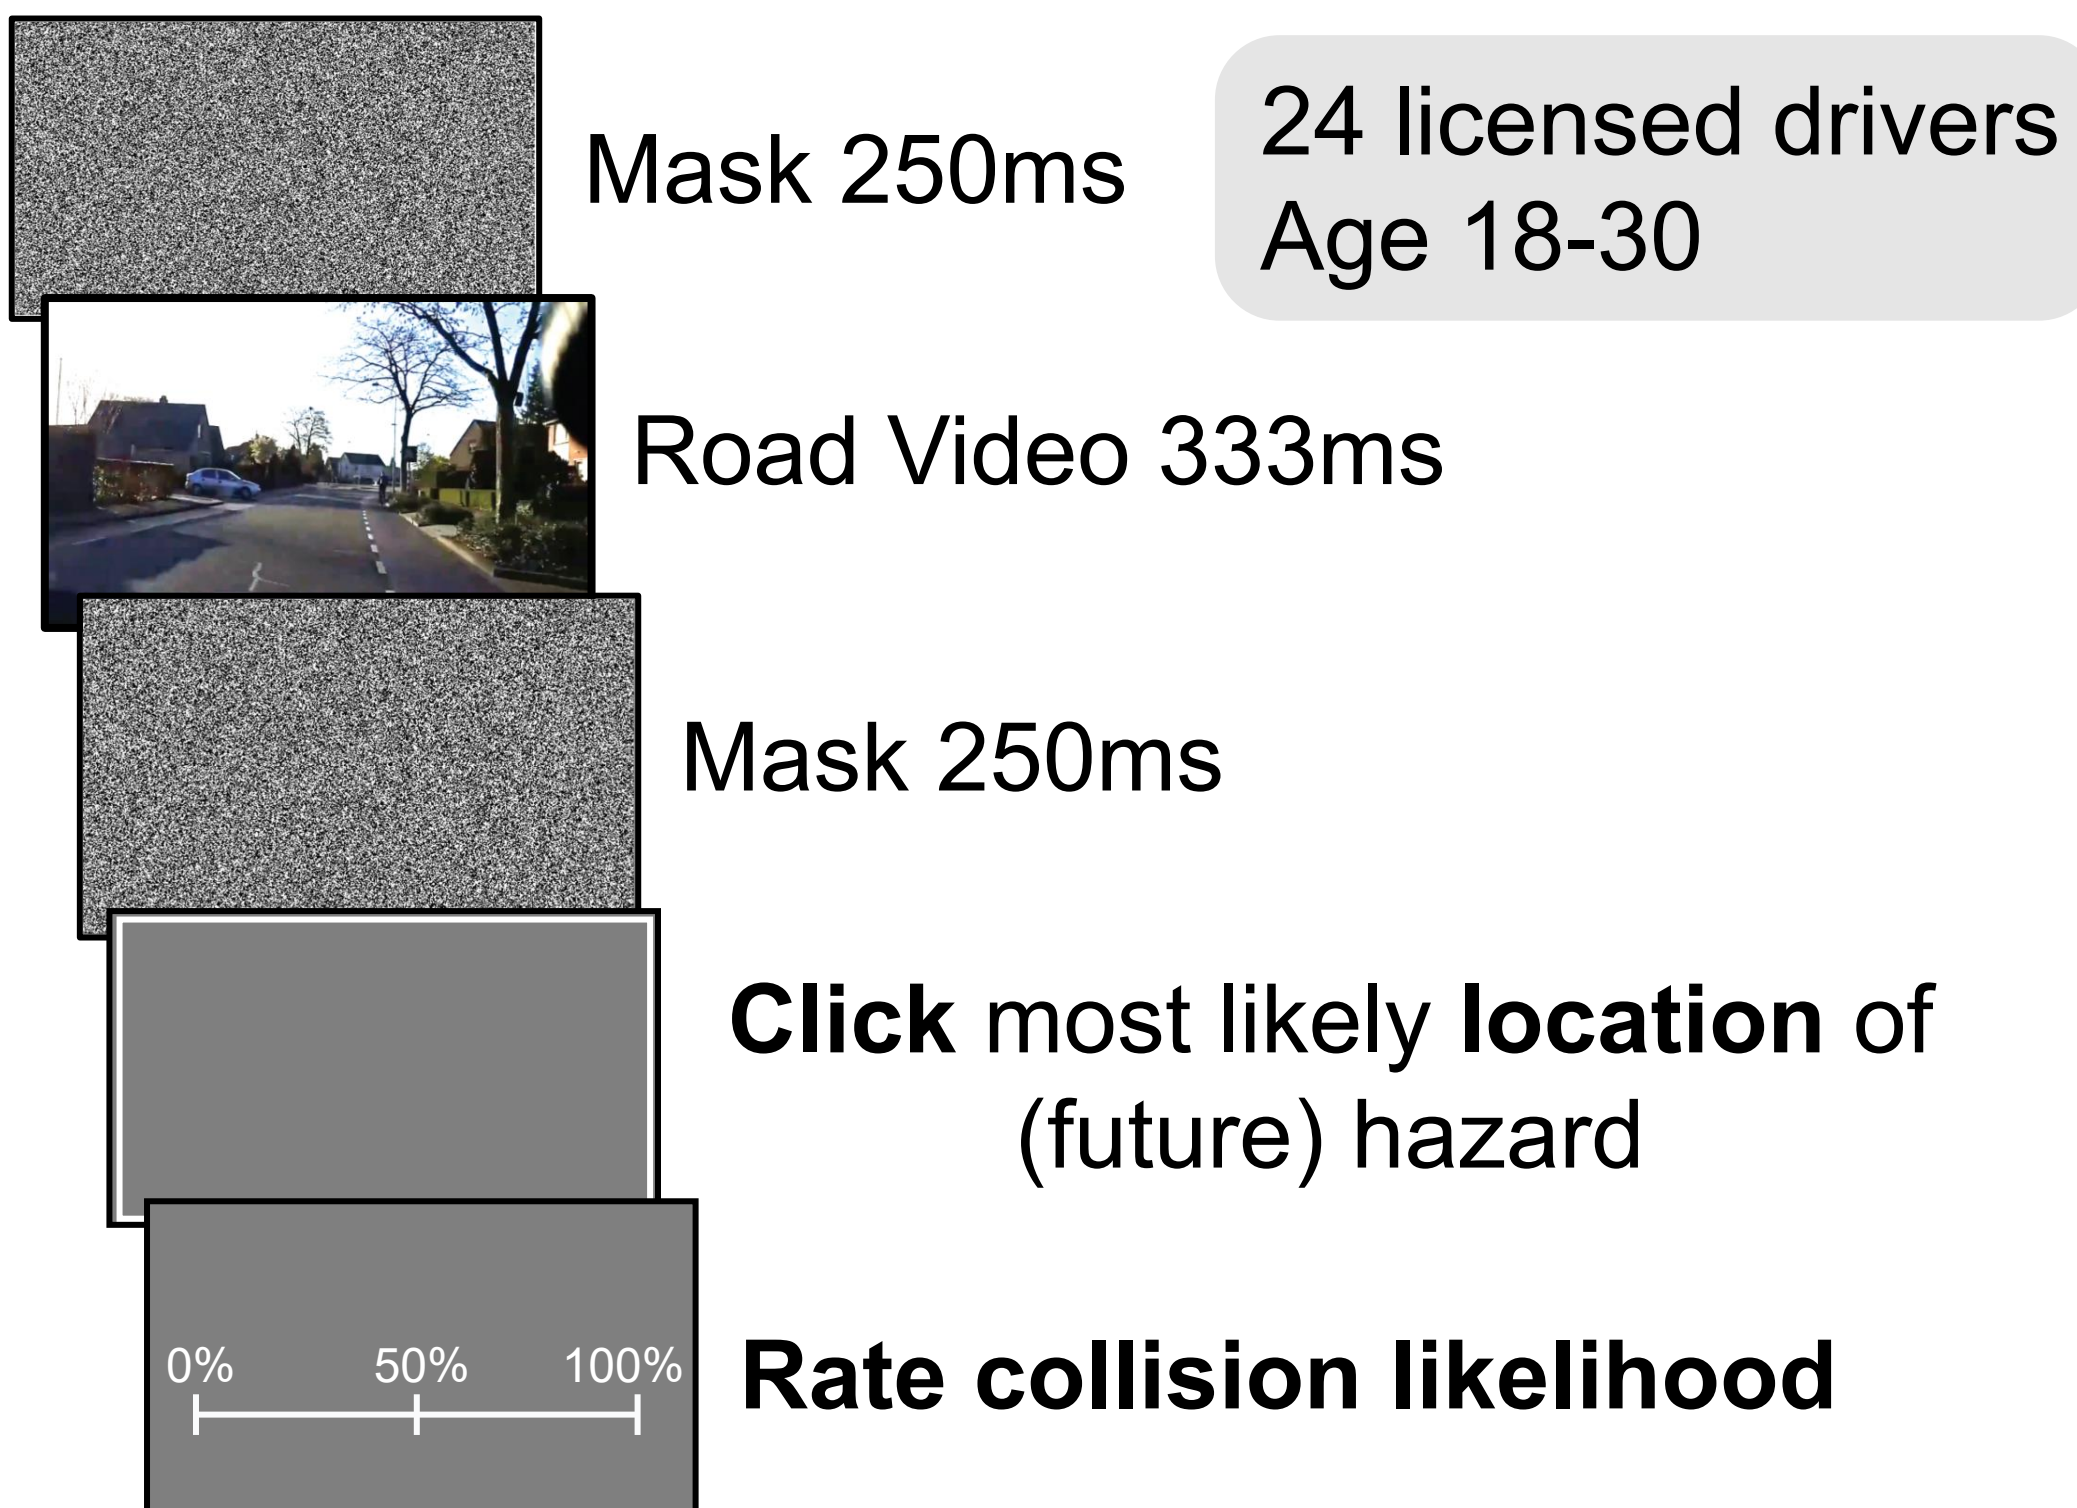 Mask 250ms
24 licensed drivers
Age 18-30
Road Video 333ms
Mask 250ms
Click most likely location of
(future) hazard
0% 50% 100%
Rate collision likelihood